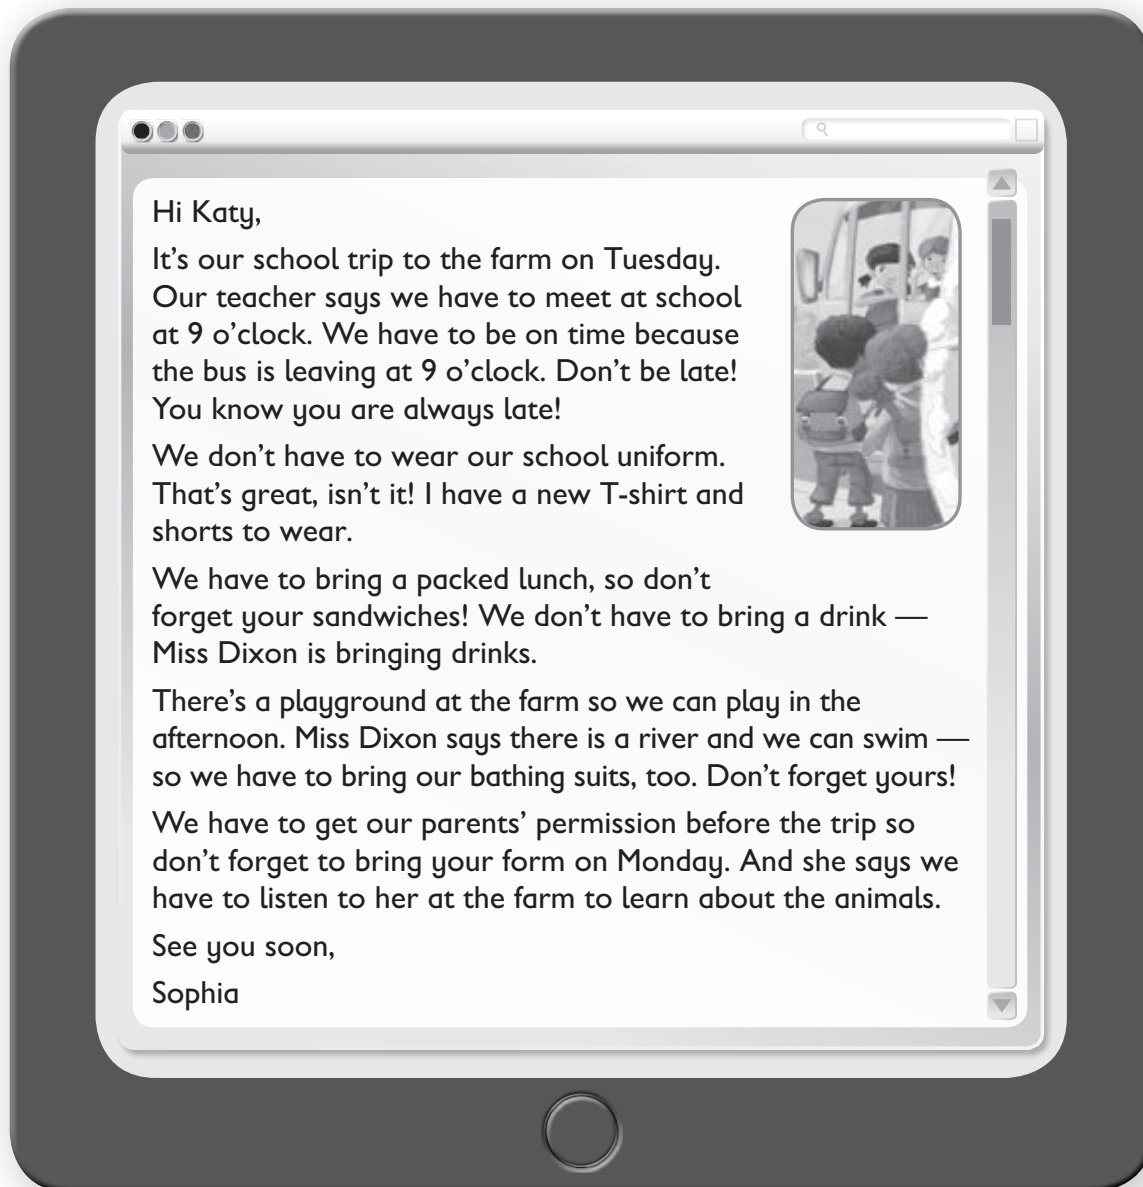 Hi Katy,
It's our school trip to the farm on Tuesday.
Our teacher says we have to meet at school
at 9 o'clock. We have to be on time because
the bus is leaving at 9 o'clock. Don't be late!
You know you are always late!
We don't have to wear our school uniform.
That's great, isn't it! I have a new T-shirt and
shorts to wear.
We have to bring a packed lunch, so don't
forget your sandwiches! We don't have to bring a drink —
Miss Dixon is bringing drinks.
There's a playground at the farm so we can play in the
afternoon. Miss Dixon says there is a river and we can swim —
so we have to bring our bathing suits, too. Don't forget yours!
We have to get our parents' permission before the trip so
don't forget to bring your form on Monday. And she says we
have to listen to her at the farm to learn about the animals.
See you soon,
Sophia